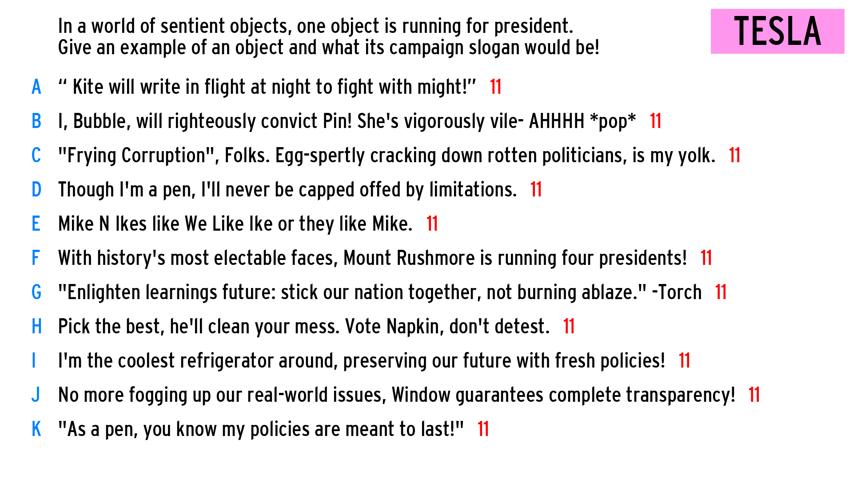 In a world of sentient objects, one object is running for president.
Give an example of an object and what its campaign slogan would be!
TESLA
A “ Kite will write in flight at night to fight with might!” 11
B I, Bubble, will righteously convict Pin! She's vigorously vile- AHHHH *pop* 11
C "Frying Corruption", Folks. Egg-spertly cracking down rotten politicians, is my yolk. 11
D Though I'm a pen, I'll never be capped offed by limitations. 11
E Mike N Ikes like We Like Ike or they like Mike. 11
F With history's most electable faces, Mount Rushmore is running four presidents! 11
G "Enlighten learnings future: stick our nation together, not burning ablaze." -Torch 11
H Pick the best, he'll clean your mess. Vote Napkin, don't detest. 11
I I'm the coolest refrigerator around, preserving our future with fresh policies! 11
J No more fogging up our real-world issues, Window guarantees complete transparency! 11
K "As a pen, you know my policies are meant to last!" 11